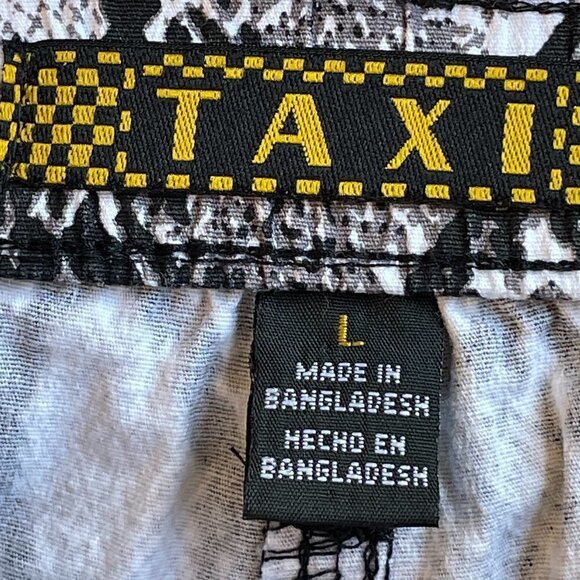 TAXI
L
MADE IN
BANGLADESH
HECHO EN
BANGLADESH